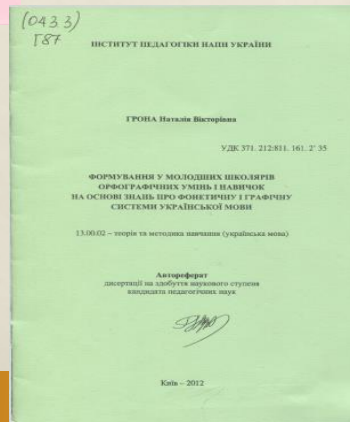 (043 3)
Г87
ІНСТИТУТ ПЕДАГОГІКИ НАПН УКРАЇНИ
ГРОНА Наталія Вікторівна
УДК 371. 212:811. 161. 2' 35
ФОРМУВАННЯ У МОЛОДШИХ ШКОЛЯРІВ
ОРФОГРАФІЧНИХ УМІНЬ І НАВИЧОК
НА ОСНОВІ ЗНАНЬ ПРО ФОНЕТИЧНУ І ГРАФІЧНУ
СИСТЕМИ УКРАЇНСЬКОЇ МОВИ
13.00.02 – теорія та методика навчання (українська мова)
Автореферат
дисертації на здобуття наукового ступеня
кандидата педагогічних наук
Київ – 2012